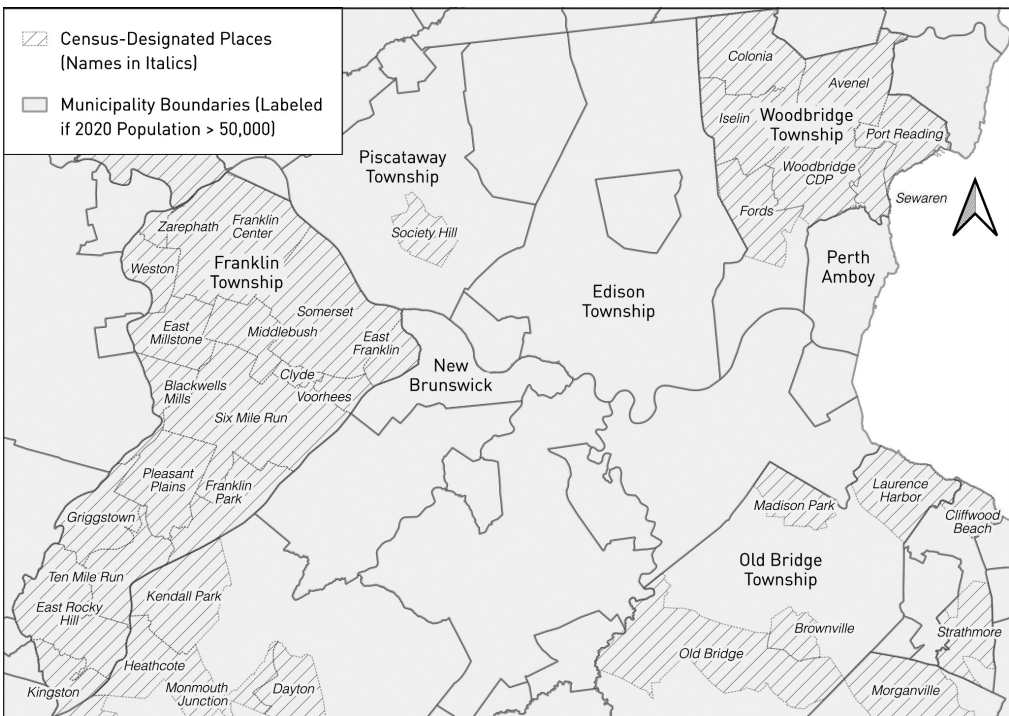 Census-Designated Places
(Names in Italics)
Municipality Boundaries (Labeled
if 2020 Population > 50,000)
Colonia
Avenel
Iselin
Woodbridge
Township
Port Reading
Woodbridge
CDP
Sewaren
Fords
Piscataway
Township
Society Hill
Zarephath
Franklin
Center
Weston
Franklin
Township
Perth
Amboy
Edison
Township
Somerset
East
Millstone
Middlebush
East
Franklin
New
Brunswick
Clyde
Blackwells
Mills
Voorhees
Six Mile Run
Pleasant
Plains
Franklin
Park
Griggstown
Laurence
Harbor
Madison Park
Cliffwood
Beach
Old Bridge
Township
Ten Mile Run
Kendall Park
East Rocky
Hill
Brownville
Strathmore
Old Bridge
Heathcote
Kingston
Monmouth
Junction
Dayton
Morganville